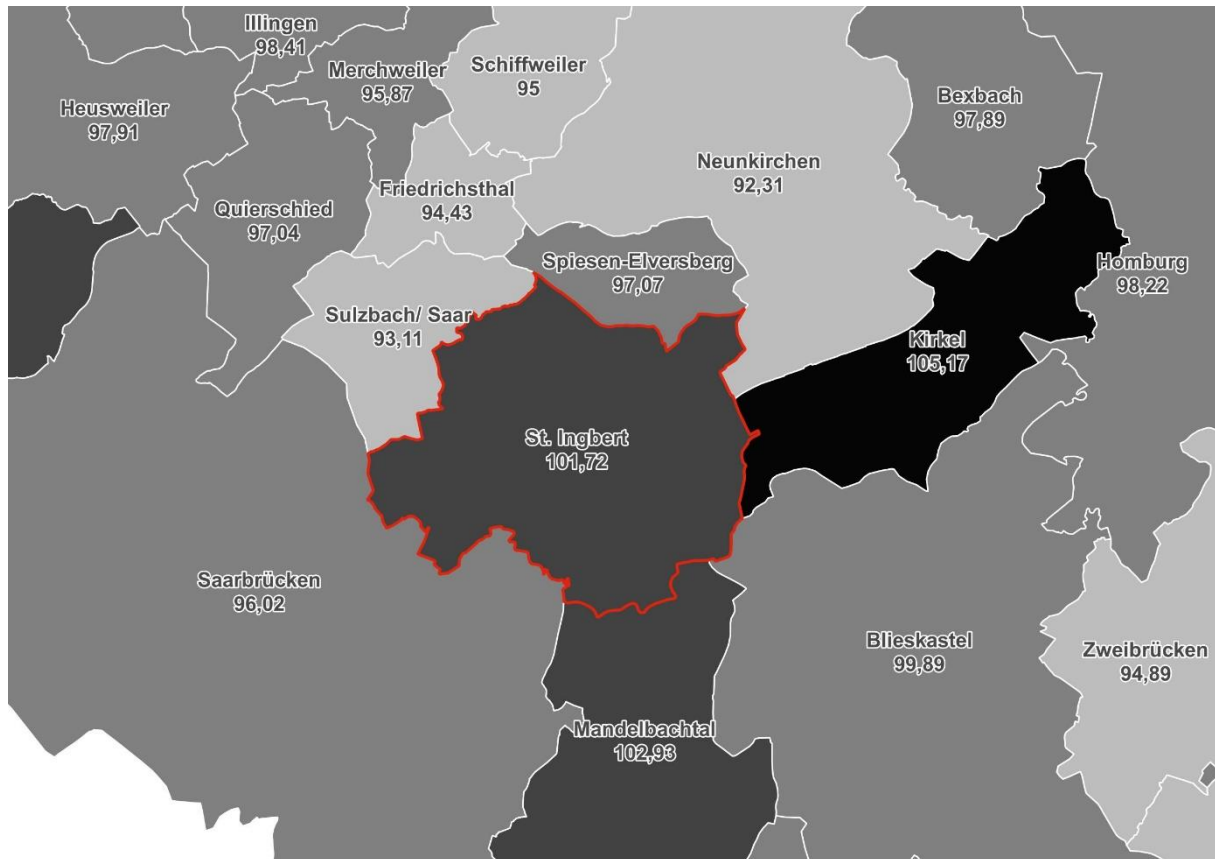 Illingen
98,41
Merchweiler
95,87
Schiffweiler
95
Heusweiler
97,91
Bexbach
97,89
Neunkirchen
92,31
Friedrichsthal
94,43
Quierschied
97,04
Spiesen-Elversberg
97,07
Homburg
98,22
Sulzbach/ Saar
93,11
Kirkel
105,17
St. Ingbert
101,72
Saarbrücken
96,02
Blieskastel
99,89
Zweibrücken
94,89
Mandelbachtal
102,93